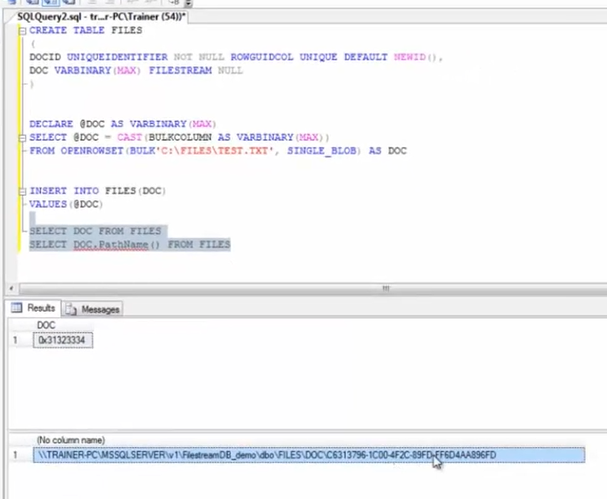 SQLQuery2.sql - tr...r-PC\Trainer (54))*
CREATE TABLE FILES
(
DOCID UNIQUEIDENTIFIER NOT NULL ROWGUIDCOL UNIQUE DEFAULT NEWID(),
DOC VARBINARY(MAX) FILESTREAM NULL
)
DECLARE @DOC AS VARBINARY(MAX)
SELECT @DOC = CAST(BULKCOLUMN AS VARBINARY(MAX))
FROM OPENROWSET(BULK'C:\FILES\TEST.TXT', SINGLE_BLOB) AS DOC
INSERT INTO FILES(DOC)
VALUES(@DOC)
SELECT DOC FROM FILES
SELECT DOC.PathName() FROM FILES
Results Messages
DOC
1 0x31323334
(No column name)
1 \\TRAINER-PC\MSSQLSERVER\v1\FilestreamDB_demo\dbo\FILES\DOC\C6313796-1C00-4F2C-89FD-FF6D4AA896FD